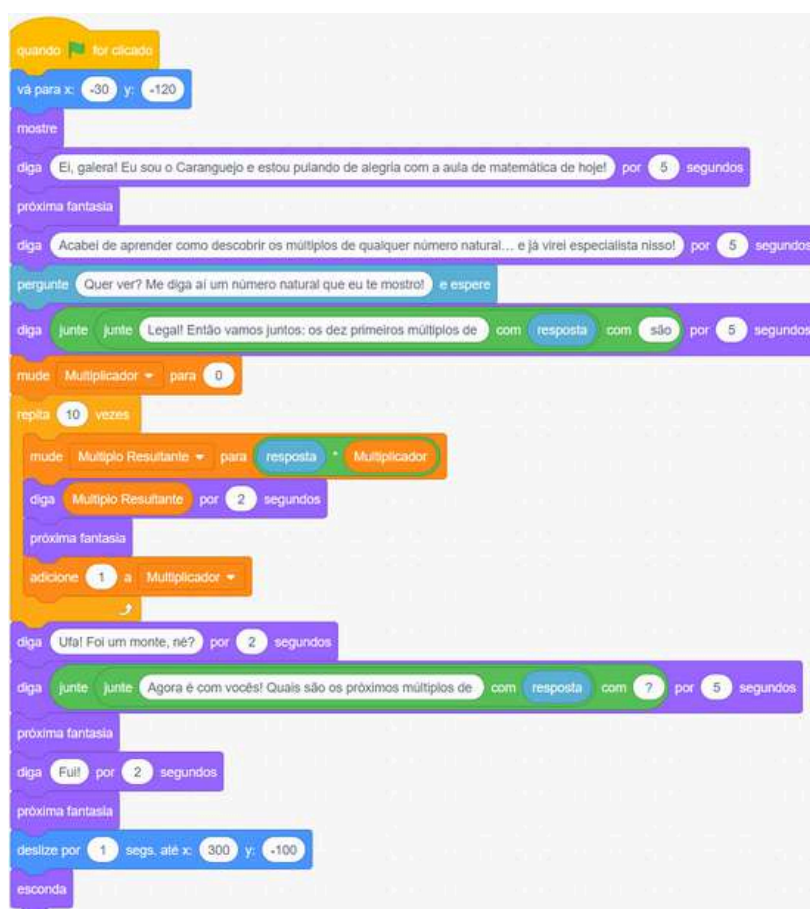 quando for clicado
vá para x: -30 y: -120
mostre
diga Ei, galera! Eu sou o Caranguejo e estou pulando de alegria com a aula de matemática de hoje! por 5 segundos
próxima fantasia
diga Acabei de aprender como descobrir os múltiplos de qualquer número natural... e já virei especialista nisso! por 5 segundos
pergunte Quer ver? Me diga aí um número natural que eu te mostro! e espere
diga junte junte Legal! Então vamos juntos: os dez primeiros múltiplos de com resposta com são por 5 segundos
mude Multiplicador para 0
repita 10 vezes
mude Multiplo Resultante para resposta * Multiplicador
diga Multiplo Resultante por 2 segundos
próxima fantasia
adicione 1 a Multiplicador
diga Ufa! Foi um monte, né? por 2 segundos
diga junte junte Agora é com vocês! Quais são os próximos múltiplos de com resposta com ? por 5 segundos
próxima fantasia
diga Fui! por 2 segundos
próxima fantasia
deslize por 1 segs. até x: 300 y: -100
esconda